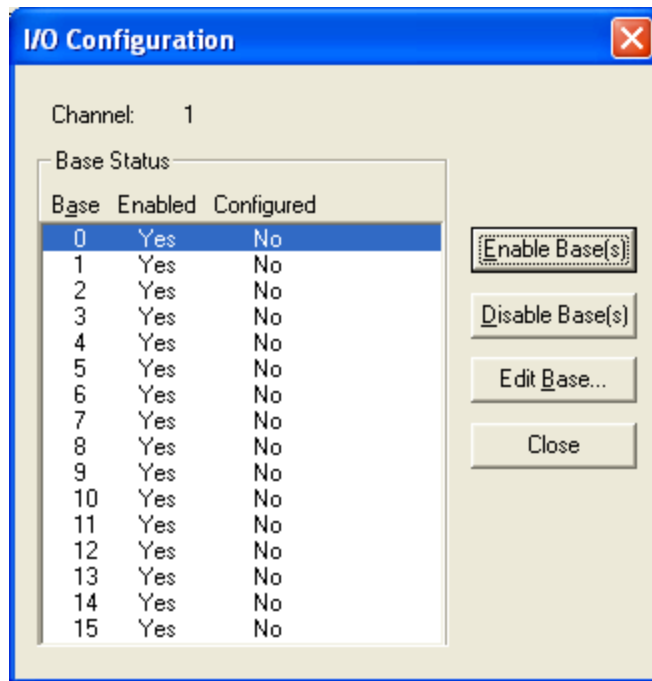 I/O Configuration
Channel: 1
Base Status
Base Enabled Configured
0 Yes No
1 Yes No
2 Yes No
3 Yes No
4 Yes No
5 Yes No
6 Yes No
7 Yes No
8 Yes No
9 Yes No
10 Yes No
11 Yes No
12 Yes No
13 Yes No
14 Yes No
15 Yes No
Enable Base(s)
Disable Base(s)
Edit Base...
Close